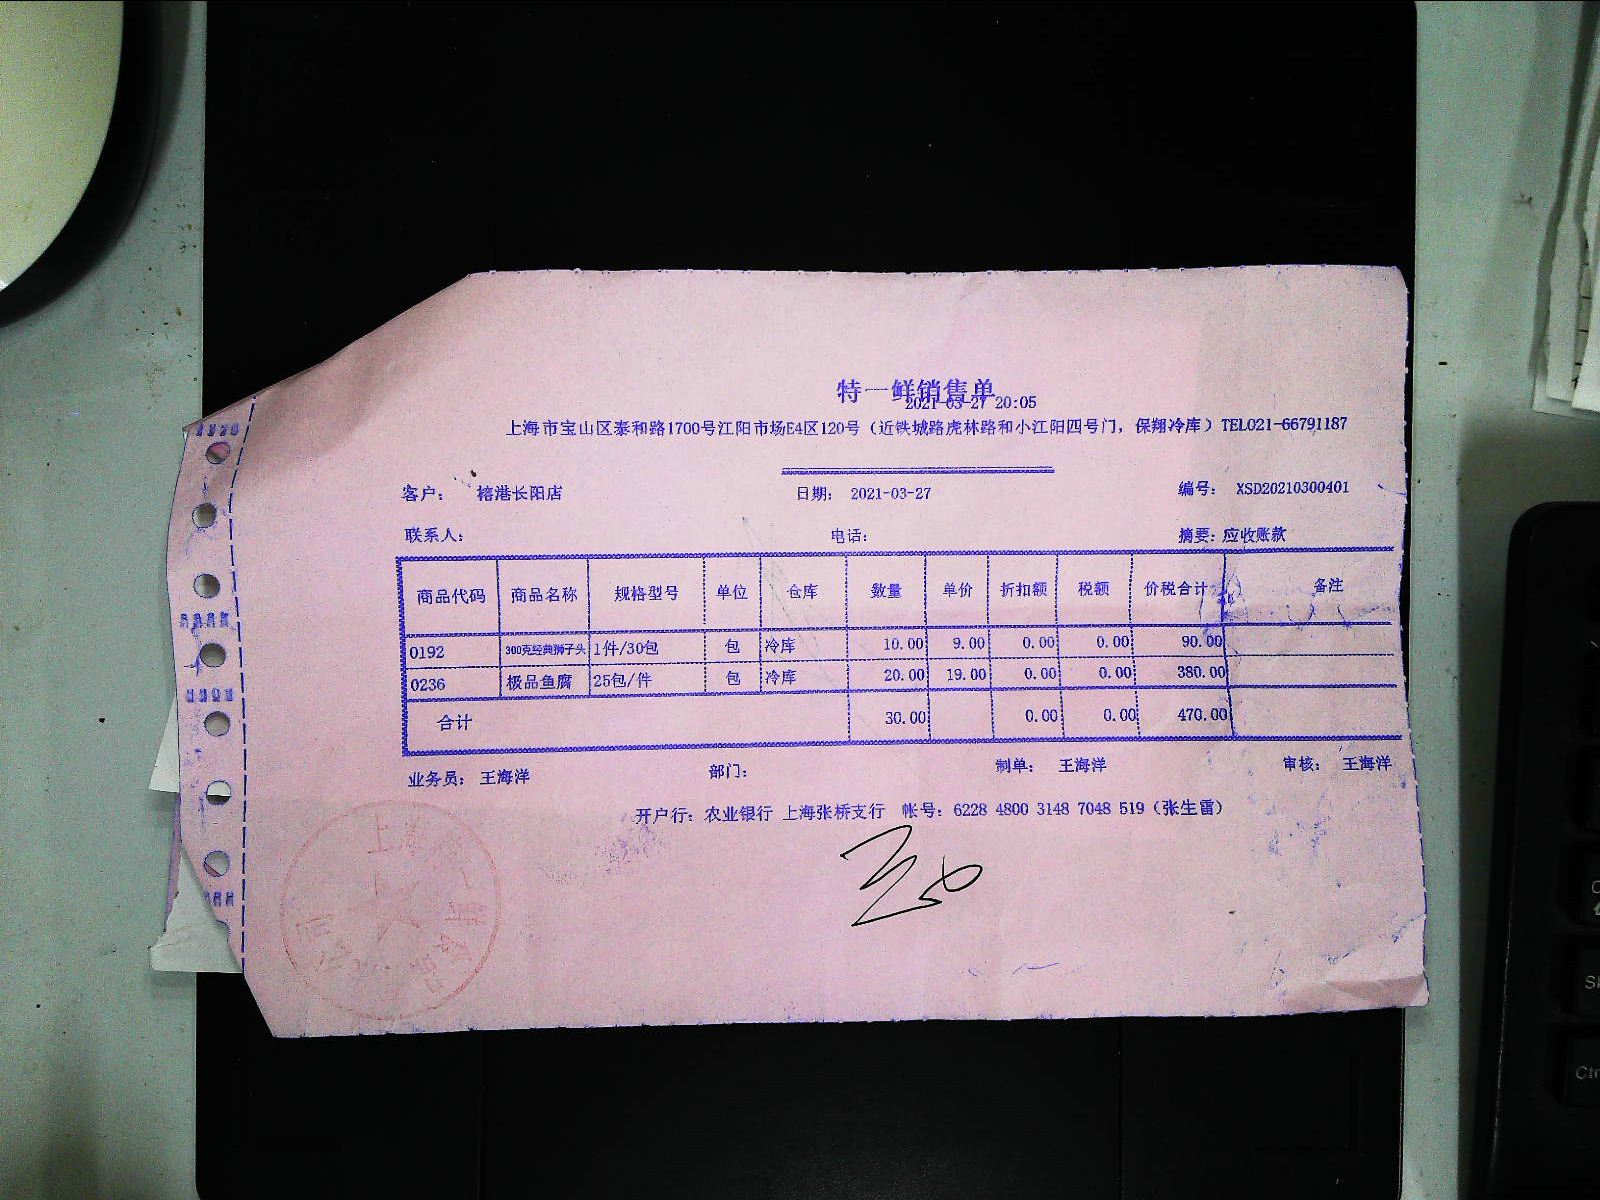 特一鲜销售单
2021-03-27 20:05
上海市宝山区泰和路1700号江阳市场E4区120号（近铁城路虎林路和小江阳四号门，保翔冷库）TEL021-66791187
客户： 榕港长阳店 日期： 2021-03-27 编号： XSD20210300401
联系人： 电话： 摘要：应收账款
商品代码 商品名称 规格型号 单位 仓库 数量 单价 折扣额 税额 价税合计 备注
0192 300克经典狮子头 1件/30包 包 冷库 10.00 9.00 0.00 0.00 90.00
0236 极品鱼腐 25包/件 包 冷库 20.00 19.00 0.00 0.00 380.00
合计 30.00 0.00 0.00 470.00
业务员： 王海洋 部门： 制单： 王海洋 审核： 王海洋
开户行：农业银行 上海张桥支行 帐号：6228 4800 3148 7048 519（张生雷）